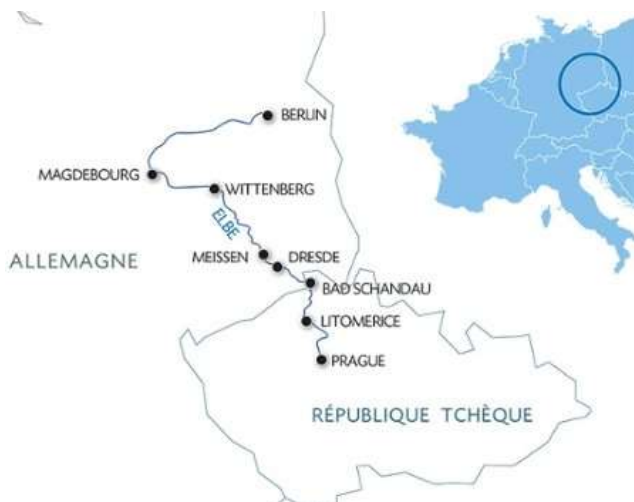 BERLIN
MAGDEBOURG
WITTENBERG
ELBE
MEISSEN
DRESDE
ALLEMAGNE
BAD SCHANDAU
LITOMERICE
PRAGUE
RÉPUBLIQUE TCHÈQUE